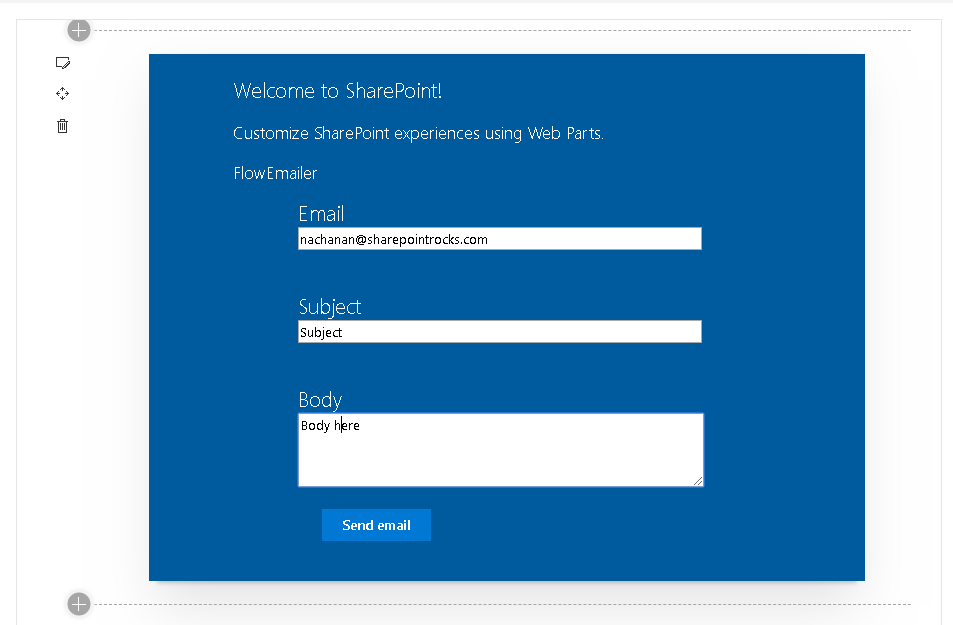 Welcome to SharePoint!
Customize SharePoint experiences using Web Parts.
FlowEmailer
Email
nachanan@sharepointrocks.com
Subject
Subject
Body
Body here
Send email